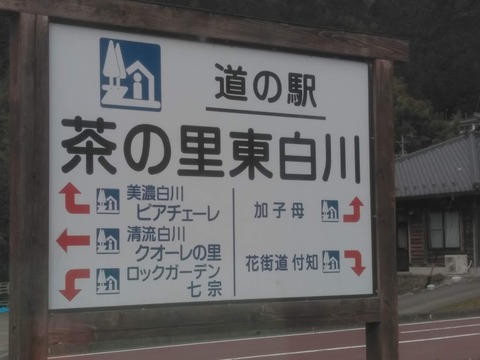 道の駅
茶の里東白川
美濃白川
ピアチェーレ
清流白川
クオーレの里
ロックガーデン
七宗
加子母
花街道 付知